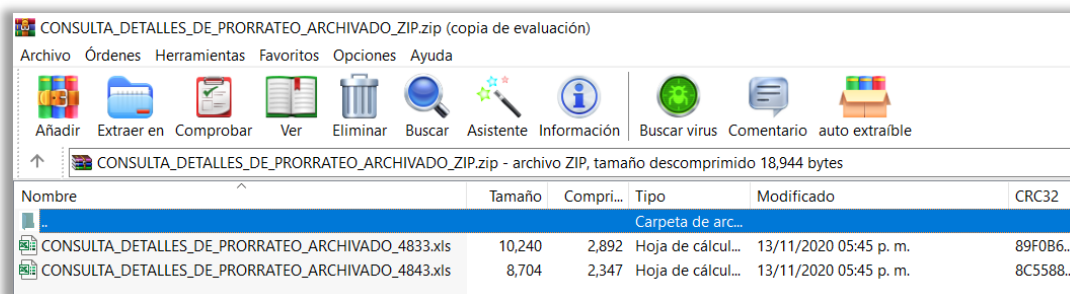 CONSULTA_DETALLES_DE_PRORRATEO_ARCHIVADO_ZIP.zip (copia de evaluación)
Archivo Órdenes Herramientas Favoritos Opciones Ayuda
Añadir Extraer en Comprobar Ver Eliminar Buscar Asistente Información Buscar virus Comentario auto extraíble
CONSULTA_DETALLES_DE_PRORRATEO_ARCHIVADO_ZIP.zip - archivo ZIP, tamaño descomprimido 18,944 bytes
Nombre Tamaño Compri... Tipo Modificado CRC32
.. Carpeta de arc...
CONSULTA_DETALLES_DE_PRORRATEO_ARCHIVADO_4833.xls 10,240 2,892 Hoja de cálcul... 13/11/2020 05:45 p. m. 89F0B6...
CONSULTA_DETALLES_DE_PRORRATEO_ARCHIVADO_4843.xls 8,704 2,347 Hoja de cálcul... 13/11/2020 05:45 p. m. 8C5588...